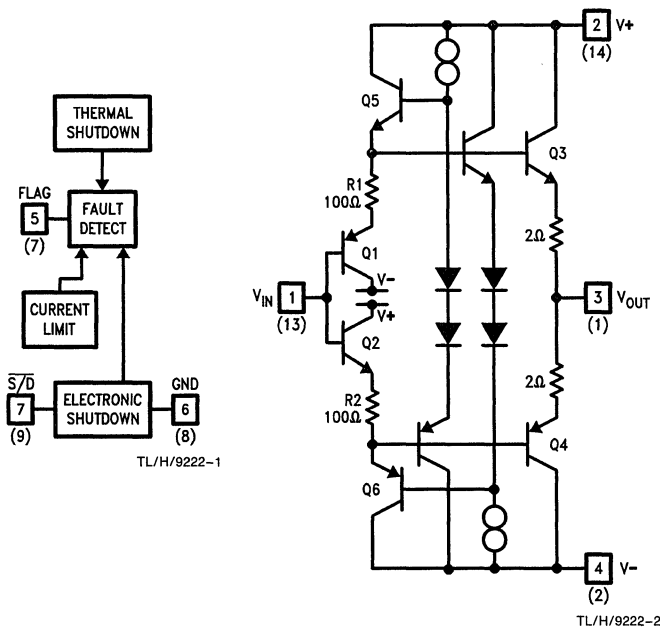 THERMAL
SHUTDOWN
FLAG
5
(7)
FAULT
DETECT
CURRENT
LIMIT
S/D
7
(9)
ELECTRONIC
SHUTDOWN
GND
6
(8)
TL/H/9222-1
2
V+
(14)
Q5
Q3
R1
100Ω
2Ω
Q1
V-
VIN
1
(13)
V+
3
VOUT
(1)
Q2
R2
100Ω
2Ω
Q4
Q6
4
V-
(2)
TL/H/9222-2